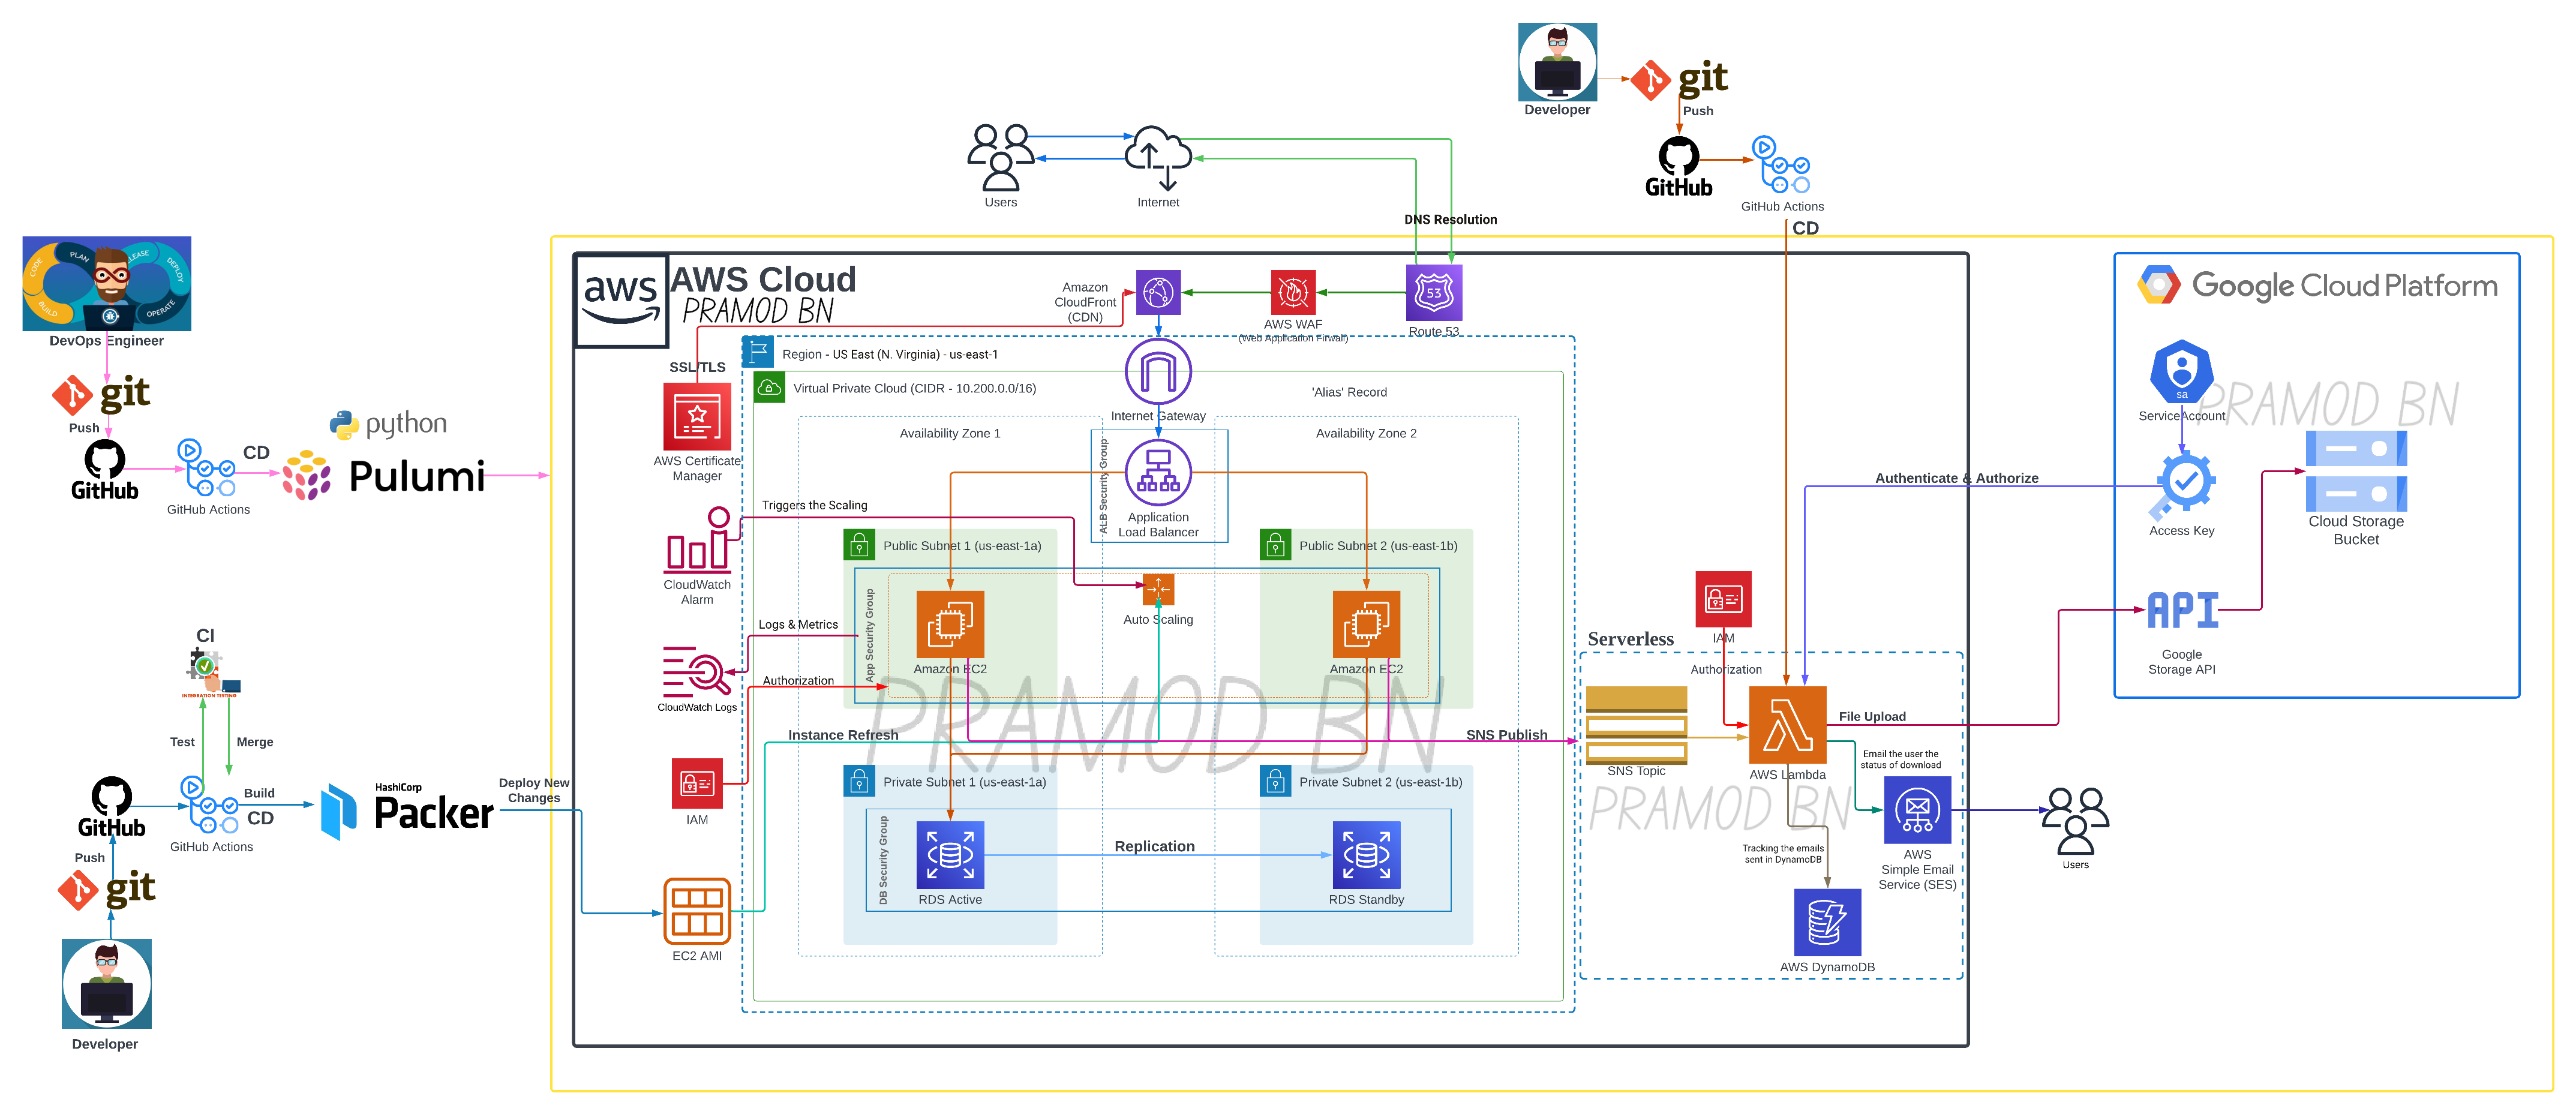 Developer
git
Push
GitHub
GitHub Actions
CD
Users
Internet
DNS Resolution
CODE
PLAN
DEPLOY
OPERATE
BUILD
DevOps Engineer
git
Push
GitHub
GitHub Actions
CD
python
Pulumi
aws
AWS Cloud
PRAMOD BN
Amazon
CloudFront
(CDN)
AWS WAF
(Web Application Firwall)
53
Route 53
SSL/TLS
AWS Certificate
Manager
Region - US East (N. Virginia) - us-east-1
Virtual Private Cloud (CIDR - 10.200.0.0/16)
'Alias' Record
Internet Gateway
Availability Zone 1
Availability Zone 2
ALB Security Group
Application
Load Balancer
Triggers the Scaling
CloudWatch
Alarm
Public Subnet 1 (us-east-1a)
Public Subnet 2 (us-east-1b)
App Security Group
Auto Scaling
Amazon EC2
Amazon EC2
Logs & Metrics
CloudWatch Logs
Authorization
PRAMOD BN
Instance Refresh
SNS Publish
IAM
Private Subnet 1 (us-east-1a)
Private Subnet 2 (us-east-1b)
DB Security Group
RDS Active
Replication
RDS Standby
EC2 AMI
CI
INTEGRATION TESTING
Test
Merge
GitHub
GitHub Actions
Build
CD
HashiCorp
Packer
Deploy New
Changes
Push
git
Developer
Serverless
IAM
Authorization
SNS Topic
AWS Lambda
PRAMOD BN
File Upload
Email the user the
status of download
Tracking the emails
sent in DynamoDB
AWS
Simple Email
Service (SES)
AWS DynamoDB
Users
Authenticate & Authorize
Google Cloud Platform
sa
ServiceAccount
PRAMOD BN
Access Key
Cloud Storage
Bucket
API
Google
Storage API